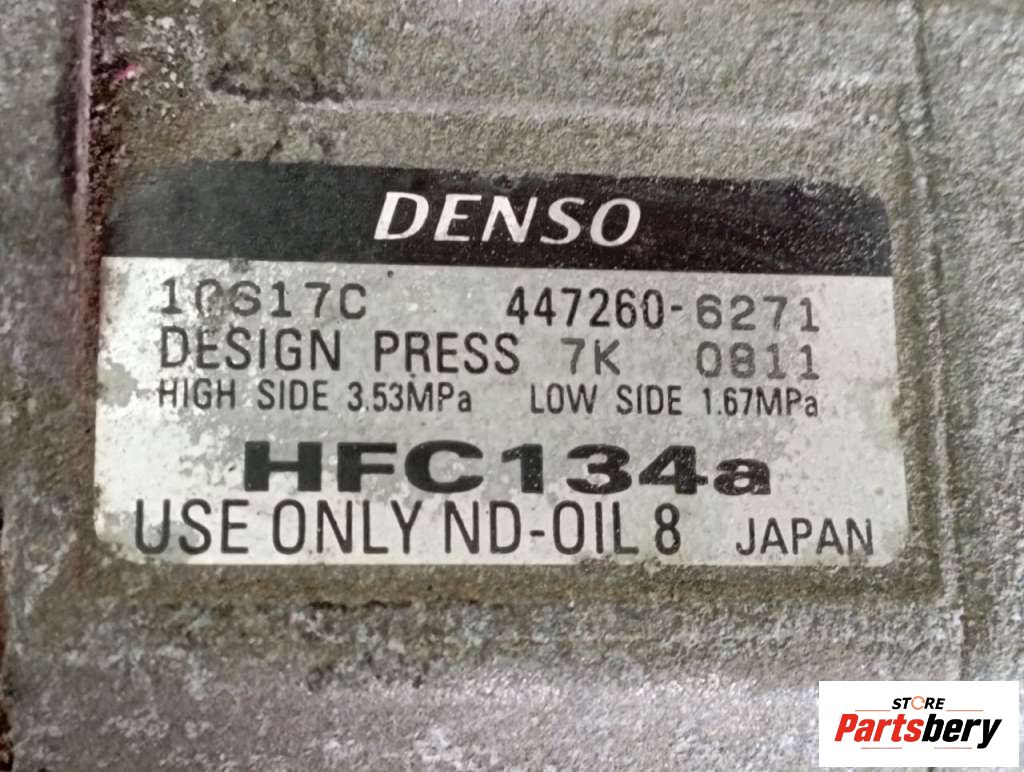 DENSO
10S17C 447260-6271
DESIGN PRESS 7K 0811
HIGH SIDE 3.53MPa LOW SIDE 1.67MPa
HFC134a
USE ONLY ND-OIL 8 JAPAN
STORE
Partsbery